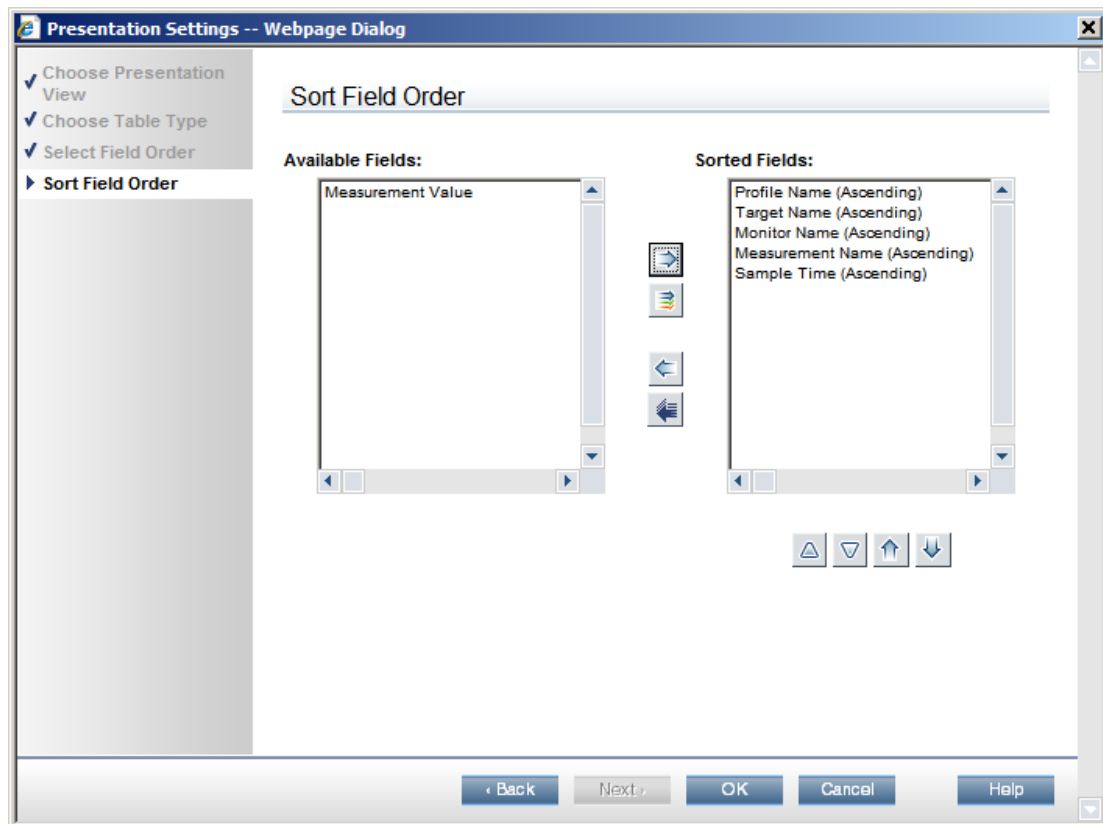 Presentation Settings -- Webpage Dialog
Choose Presentation
View
Choose Table Type
Select Field Order
Sort Field Order
Sort Field Order
Available Fields:
Measurement Value
Sorted Fields:
Profile Name (Ascending)
Target Name (Ascending)
Monitor Name (Ascending)
Measurement Name (Ascending)
Sample Time (Ascending)
‹ Back
Next ›
OK
Cancel
Help